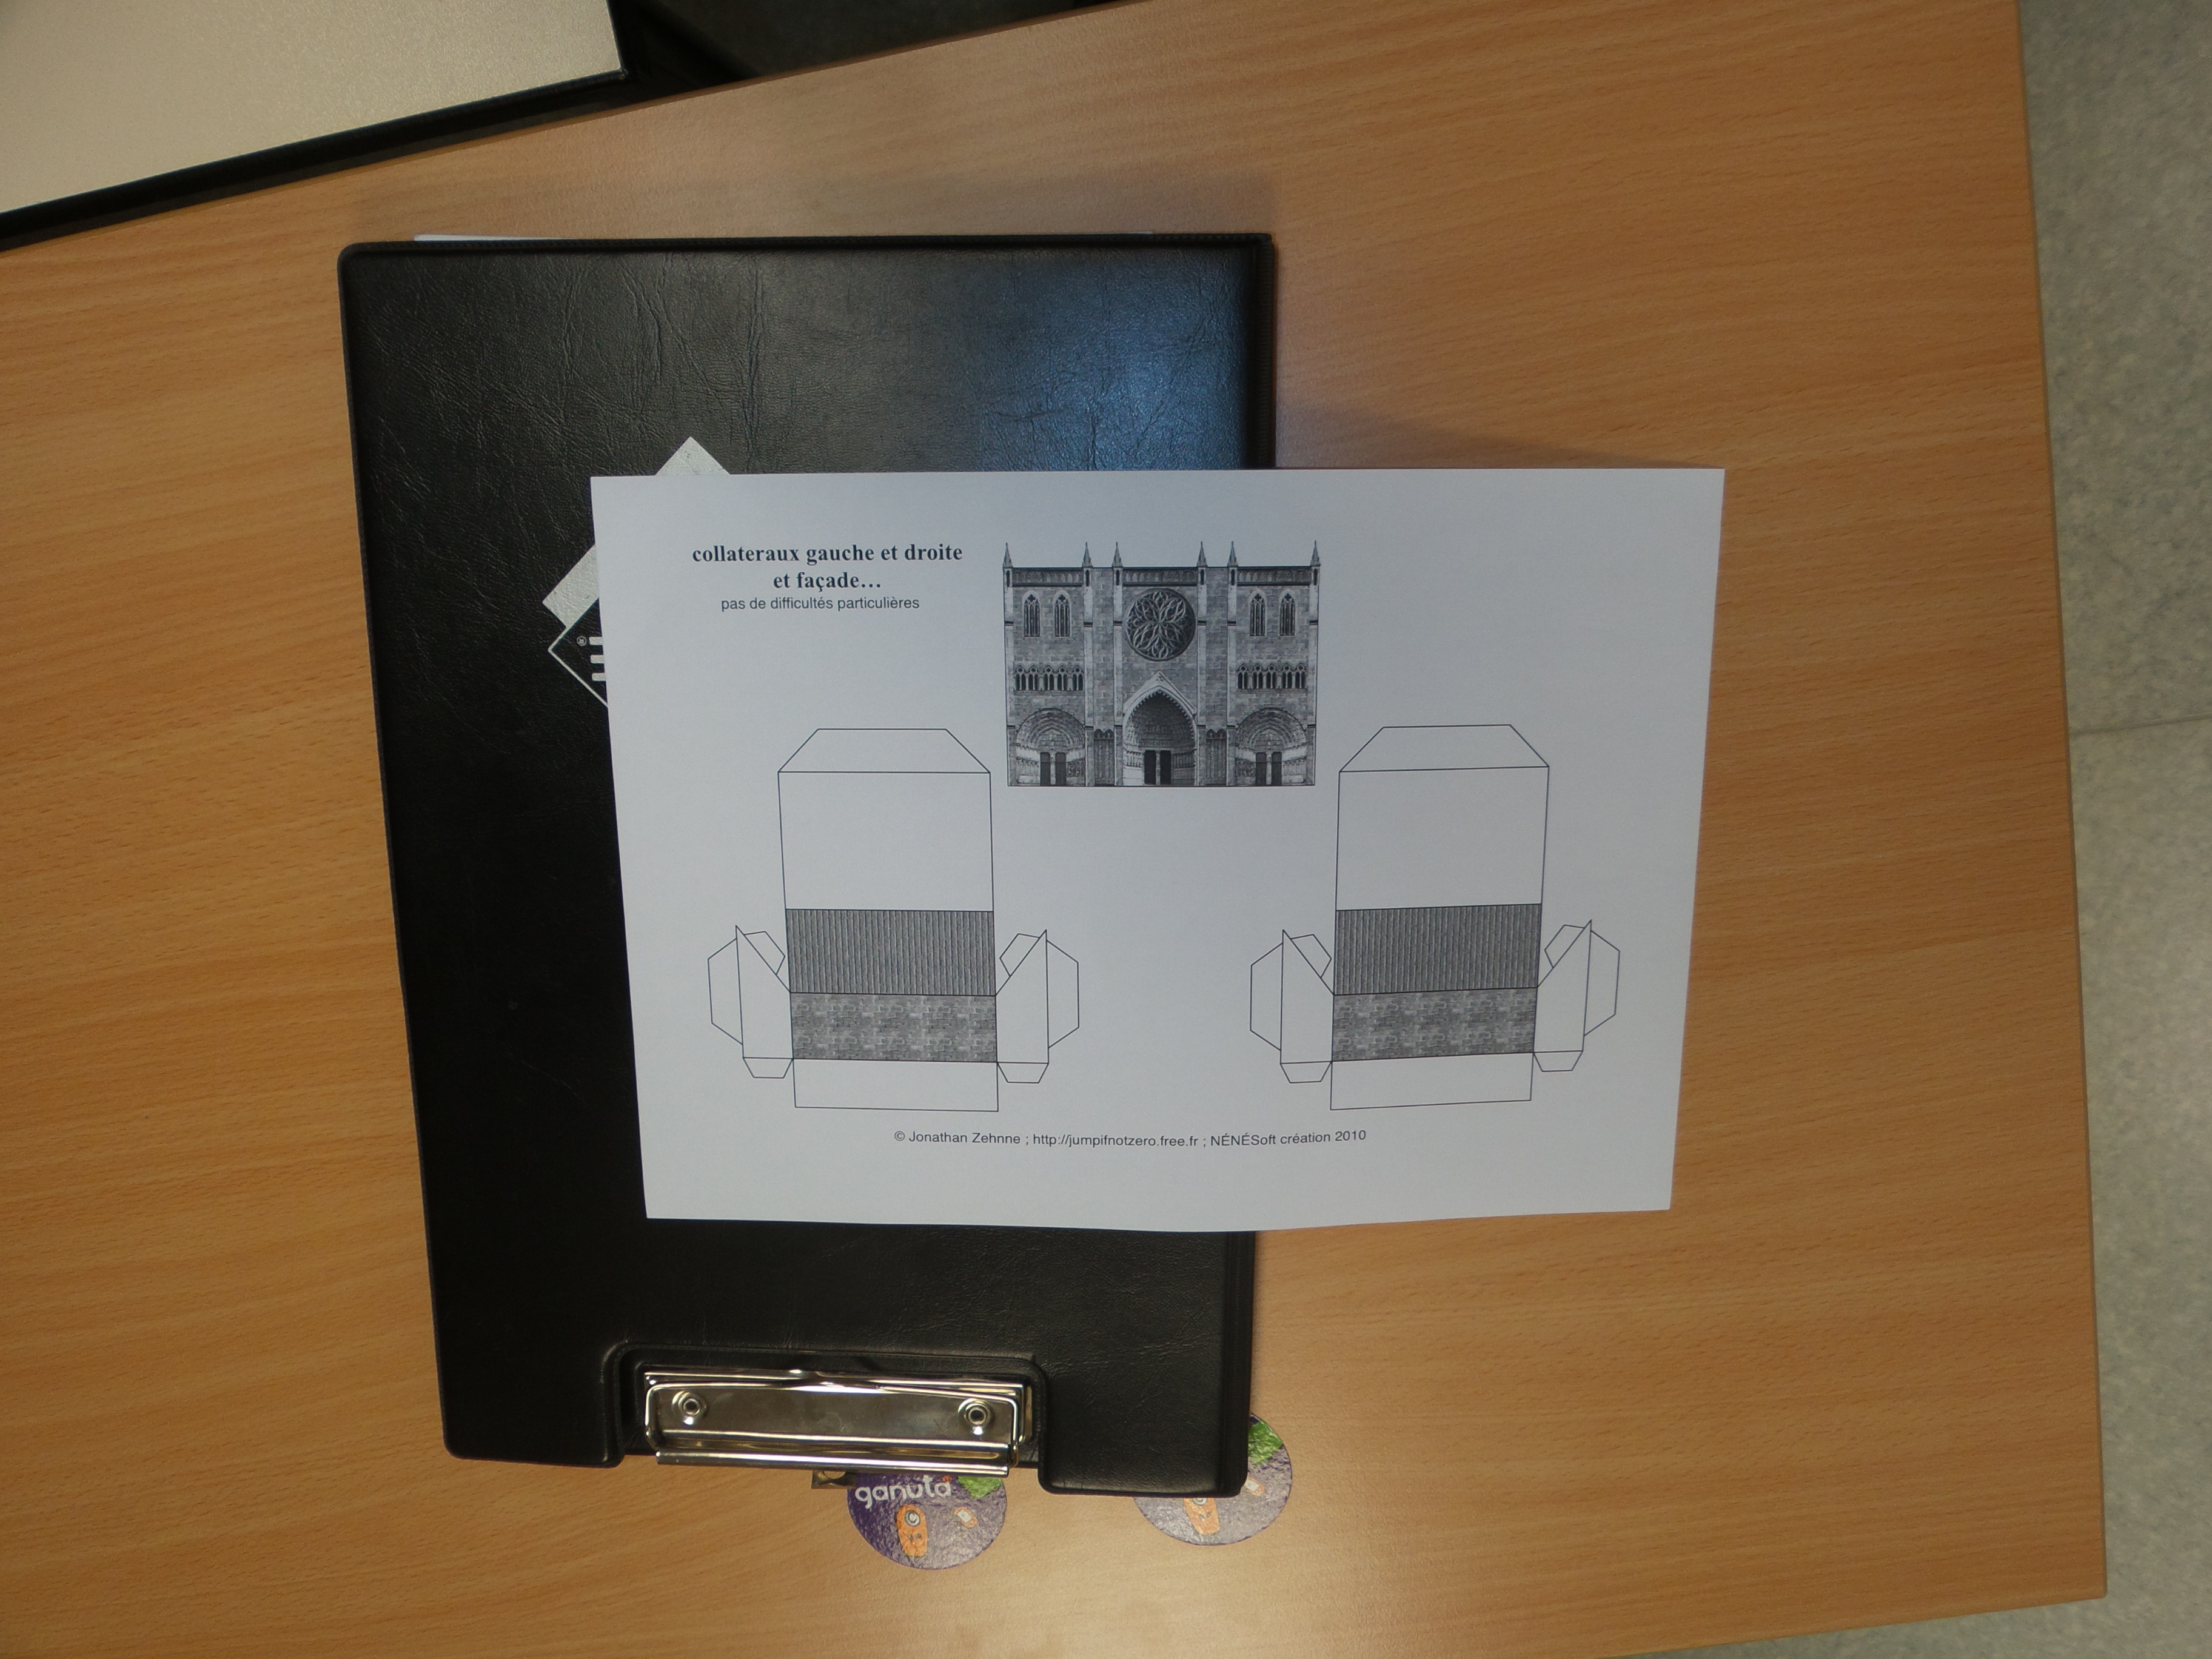 collateraux gauche et droite
et façade...
pas de difficultés particulières
© Jonathan Zehnne ; http://jumpifnotzero.free.fr ; NÉNÉSoft création 2010
ganuta